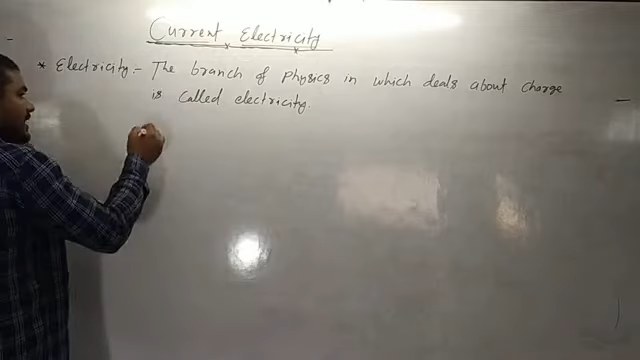 Current Electricity
* Electricity :- The branch of Physics in which deals about charge
is called electricity.